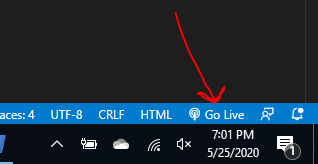 aces: 4 UTF-8 CRLF HTML Go Live
7:01 PM
5/25/2020
1